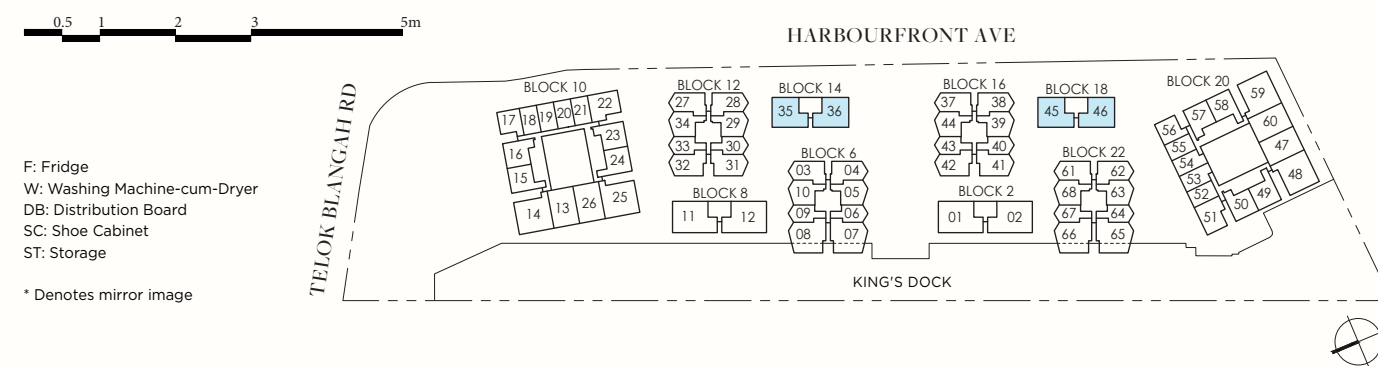 0.5 1 2 3 5m
HARBOURFRONT AVE
TELOK BLANGAH RD
F: Fridge
W: Washing Machine-cum-Dryer
DB: Distribution Board
SC: Shoe Cabinet
ST: Storage
* Denotes mirror image
BLOCK 10
17 18 19 20 21 22
16 23
15 24
14 13 26 25
BLOCK 12
27 28
34 29
33 30
32 31
BLOCK 14
35 36
BLOCK 8
11 12
BLOCK 6
03 04
10 05
09 06
08 07
BLOCK 16
37 38
44 39
43 40
42 41
BLOCK 18
45 46
BLOCK 2
01 02
BLOCK 22
61 62
68 63
67 64
66 65
BLOCK 20
59
58
57 60
56
55 47
54
53 48
52 49
51 50
KING'S DOCK